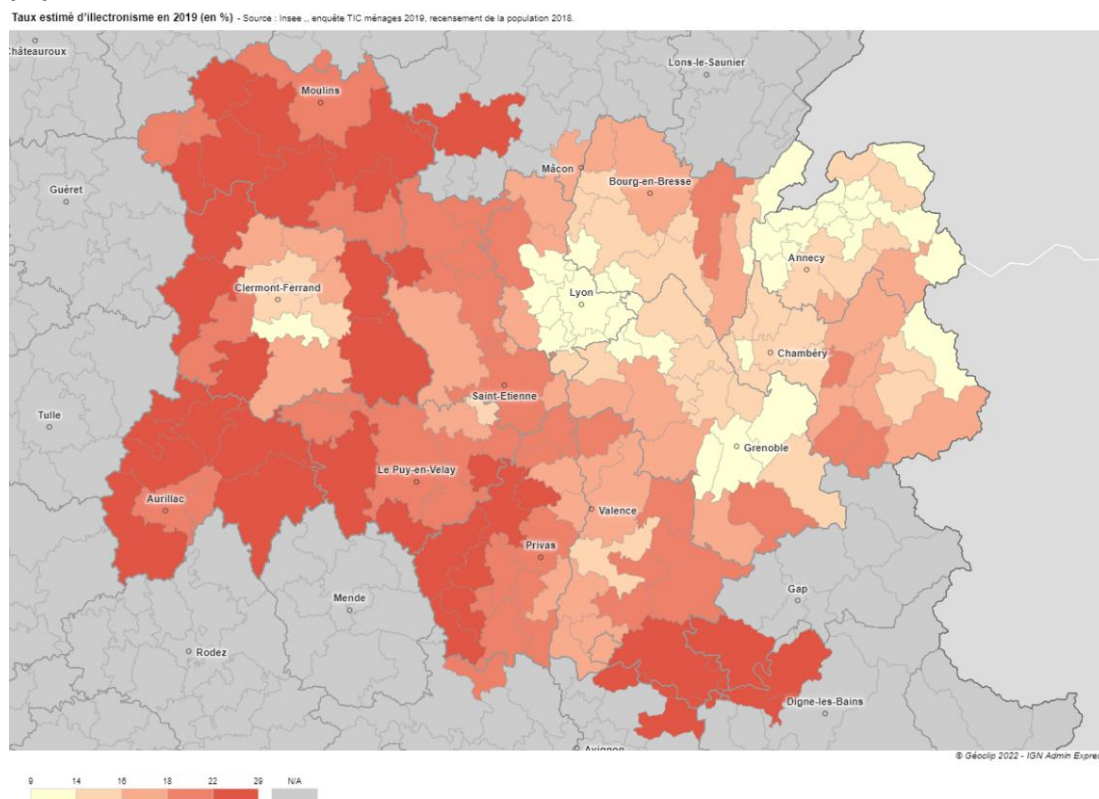 Taux estimé d'illectronisme en 2019 (en %) - Source : Insee ,, enquête TIC ménages 2019, recensement de la population 2018.
Châteauroux
Lons-le-Saunier
Moulins
Mâcon
Bourg-en-Bresse
Guéret
Annecy
Clermont-Ferrand
Lyon
Chambéry
Saint-Etienne
Tulle
Grenoble
Le Puy-en-Velay
Aurillac
Valence
Privas
Gap
Mende
Rodez
Digne-les-Bains
Avignon
© Géoclip 2022 - IGN Admin Expres
9 14 16 18 22 29 N/A